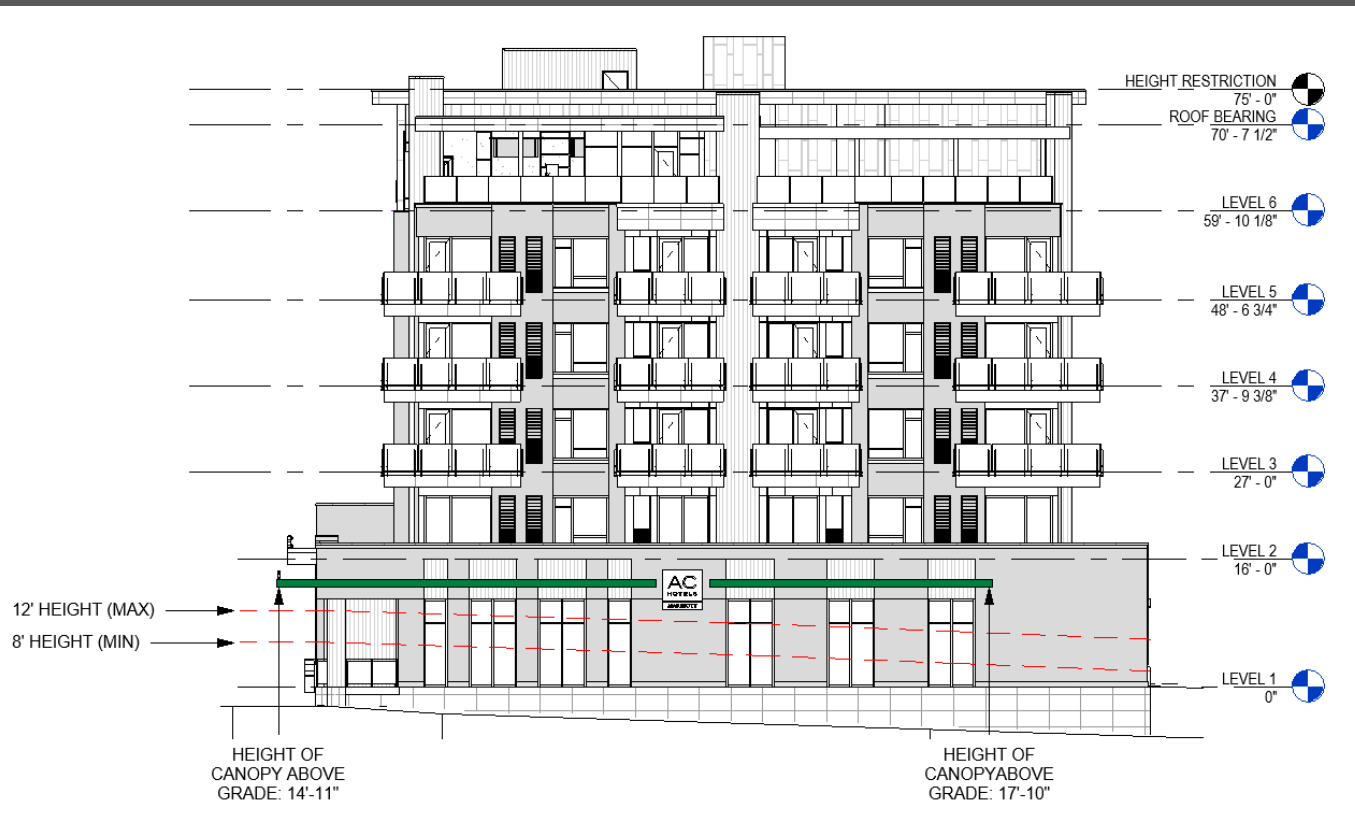 HEIGHT RESTRICTION
75' - 0"
ROOF BEARING
70' - 7 1/2"
LEVEL 6
59' - 10 1/8"
LEVEL 5
48' - 6 3/4"
LEVEL 4
37' - 9 3/8"
LEVEL 3
27' - 0"
LEVEL 2
16' - 0"
AC
HOTELS
MARRIOTT
12' HEIGHT (MAX)
8' HEIGHT (MIN)
LEVEL 1
0"
HEIGHT OF
CANOPY ABOVE
GRADE: 14'-11"
HEIGHT OF
CANOPYABOVE
GRADE: 17'-10"